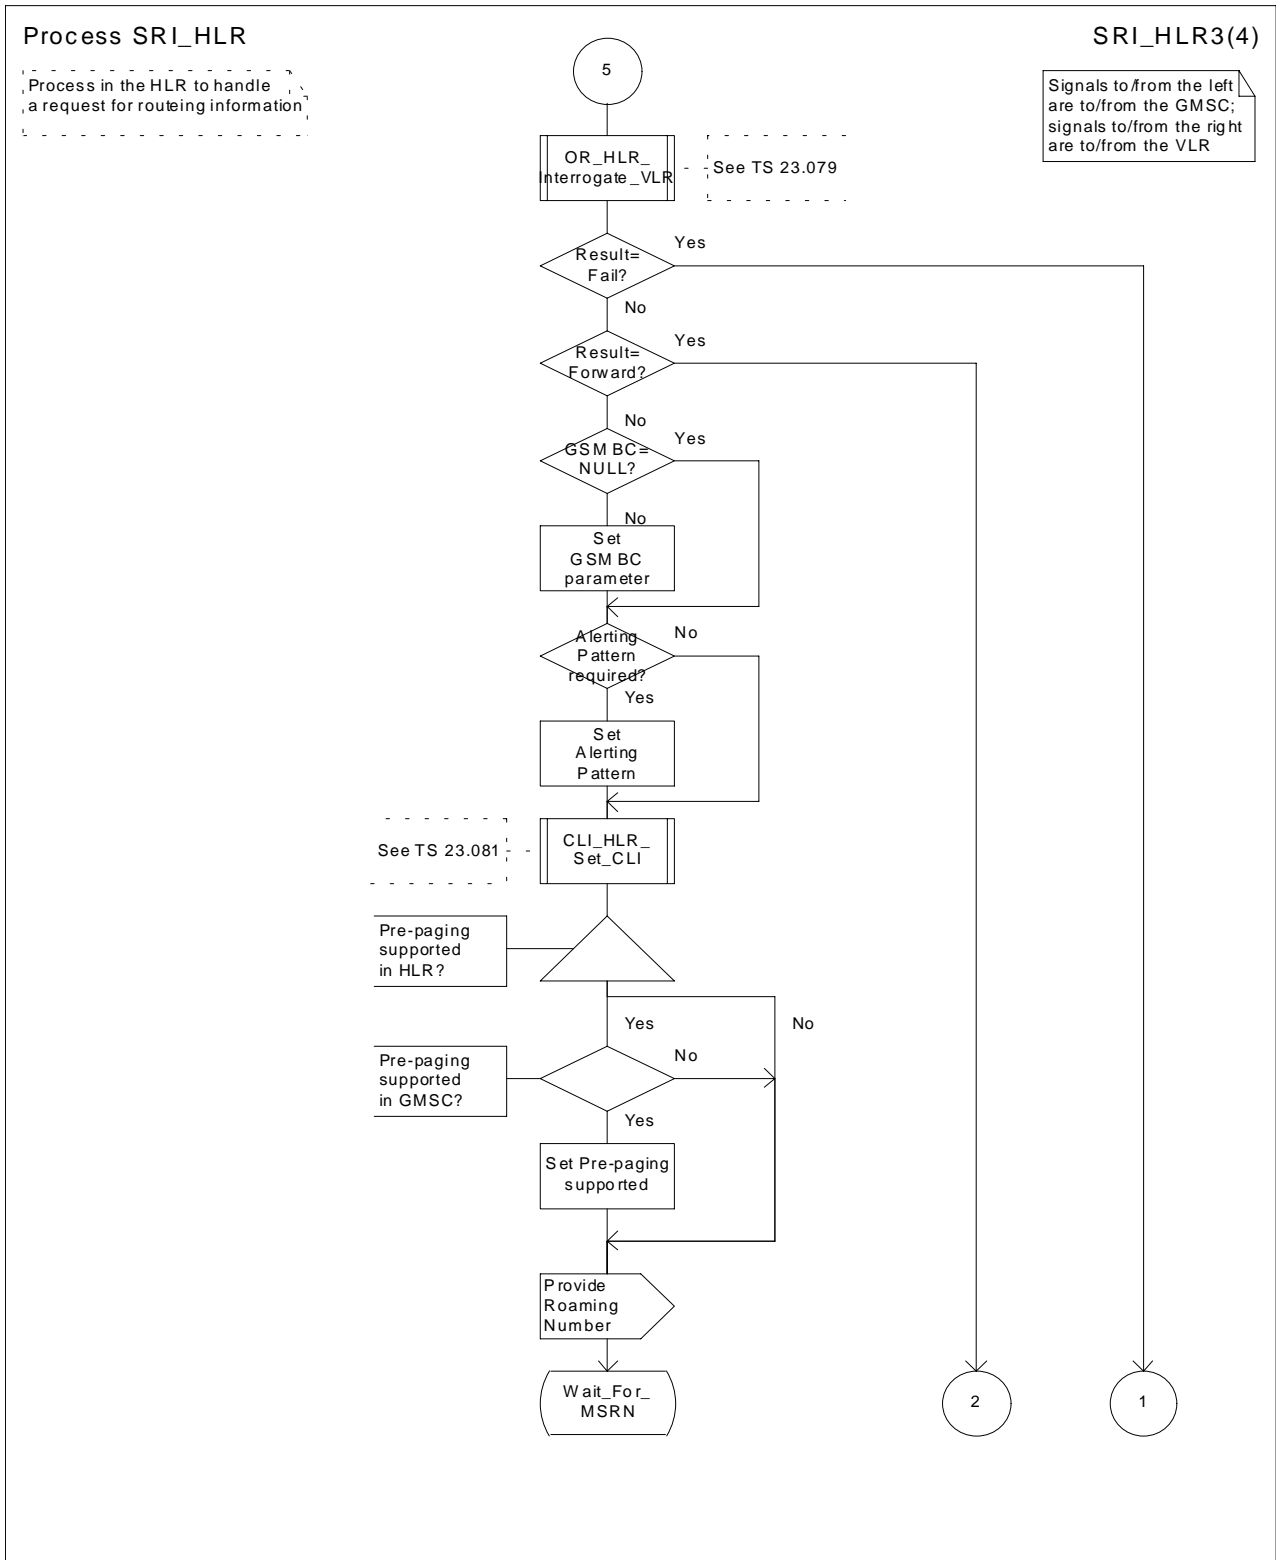 Process SRI_HLR
SRI_HLR3(4)
Process in the HLR to handle
a request for routeing information
Signals to/from the left
are to/from the GMSC;
signals to/from the right
are to/from the VLR
5
OR_HLR_
Interrogate_VLR
See TS 23.079
Result=
Fail?
Yes
No
Result=
Forward?
Yes
No
GSM BC=
NULL?
Yes
No
Set
GSM BC
parameter
Alerting
Pattern
required?
No
Yes
Set
Alerting
Pattern
See TS 23.081
CLI_HLR_
Set_CLI
Pre-paging
supported
in HLR?
Yes
No
Pre-paging
supported
in GMSC?
No
Yes
Set Pre-paging
supported
Provide
Roaming
Number
Wait_For_
MSRN
2
1